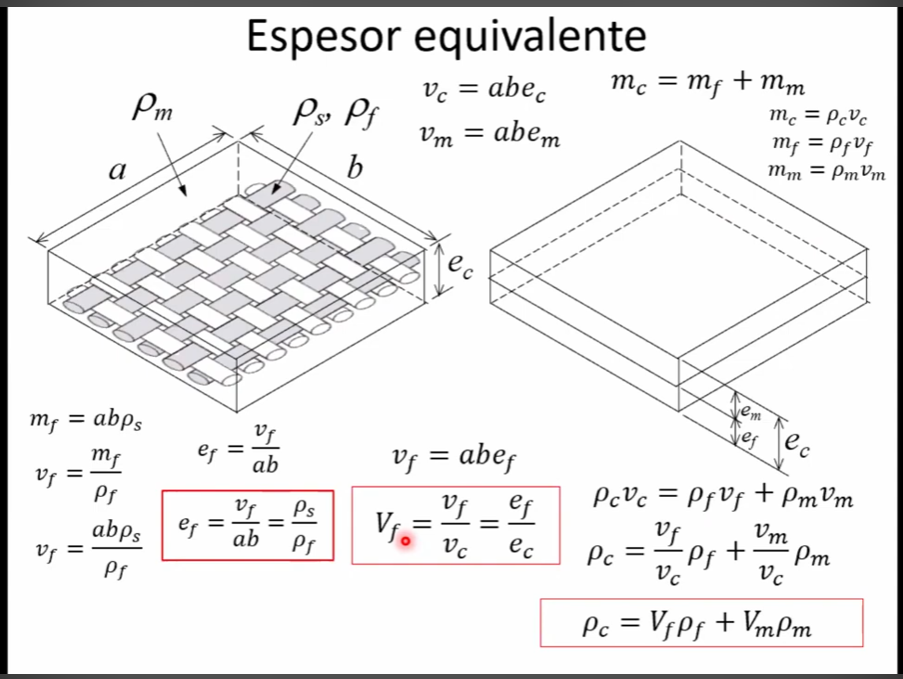 Espesor equivalente
v_c = abe_c
v_m = abe_m
m_c = m_f + m_m
m_c = ρ_c v_c
m_f = ρ_f v_f
m_m = ρ_m v_m
ρ_m
ρ_s, ρ_f
a
b
e_c
e_m
e_f
e_c
m_f = abρ_s
v_f = m_f / ρ_f
v_f = abρ_s / ρ_f
e_f = v_f / ab
e_f = v_f / ab = ρ_s / ρ_f
v_f = abe_f
V_f = v_f / v_c = e_f / e_c
ρ_c v_c = ρ_f v_f + ρ_m v_m
ρ_c = v_f / v_c ρ_f + v_m / v_c ρ_m
ρ_c = V_f ρ_f + V_m ρ_m